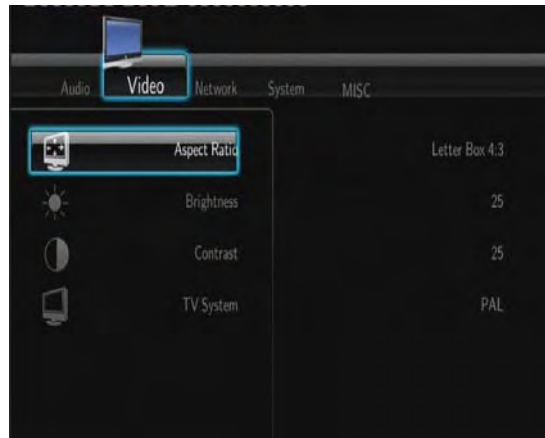 Audio Video Network System MISC
Aspect Ratio Letter Box 4:3
Brightness 25
Contrast 25
TV System PAL